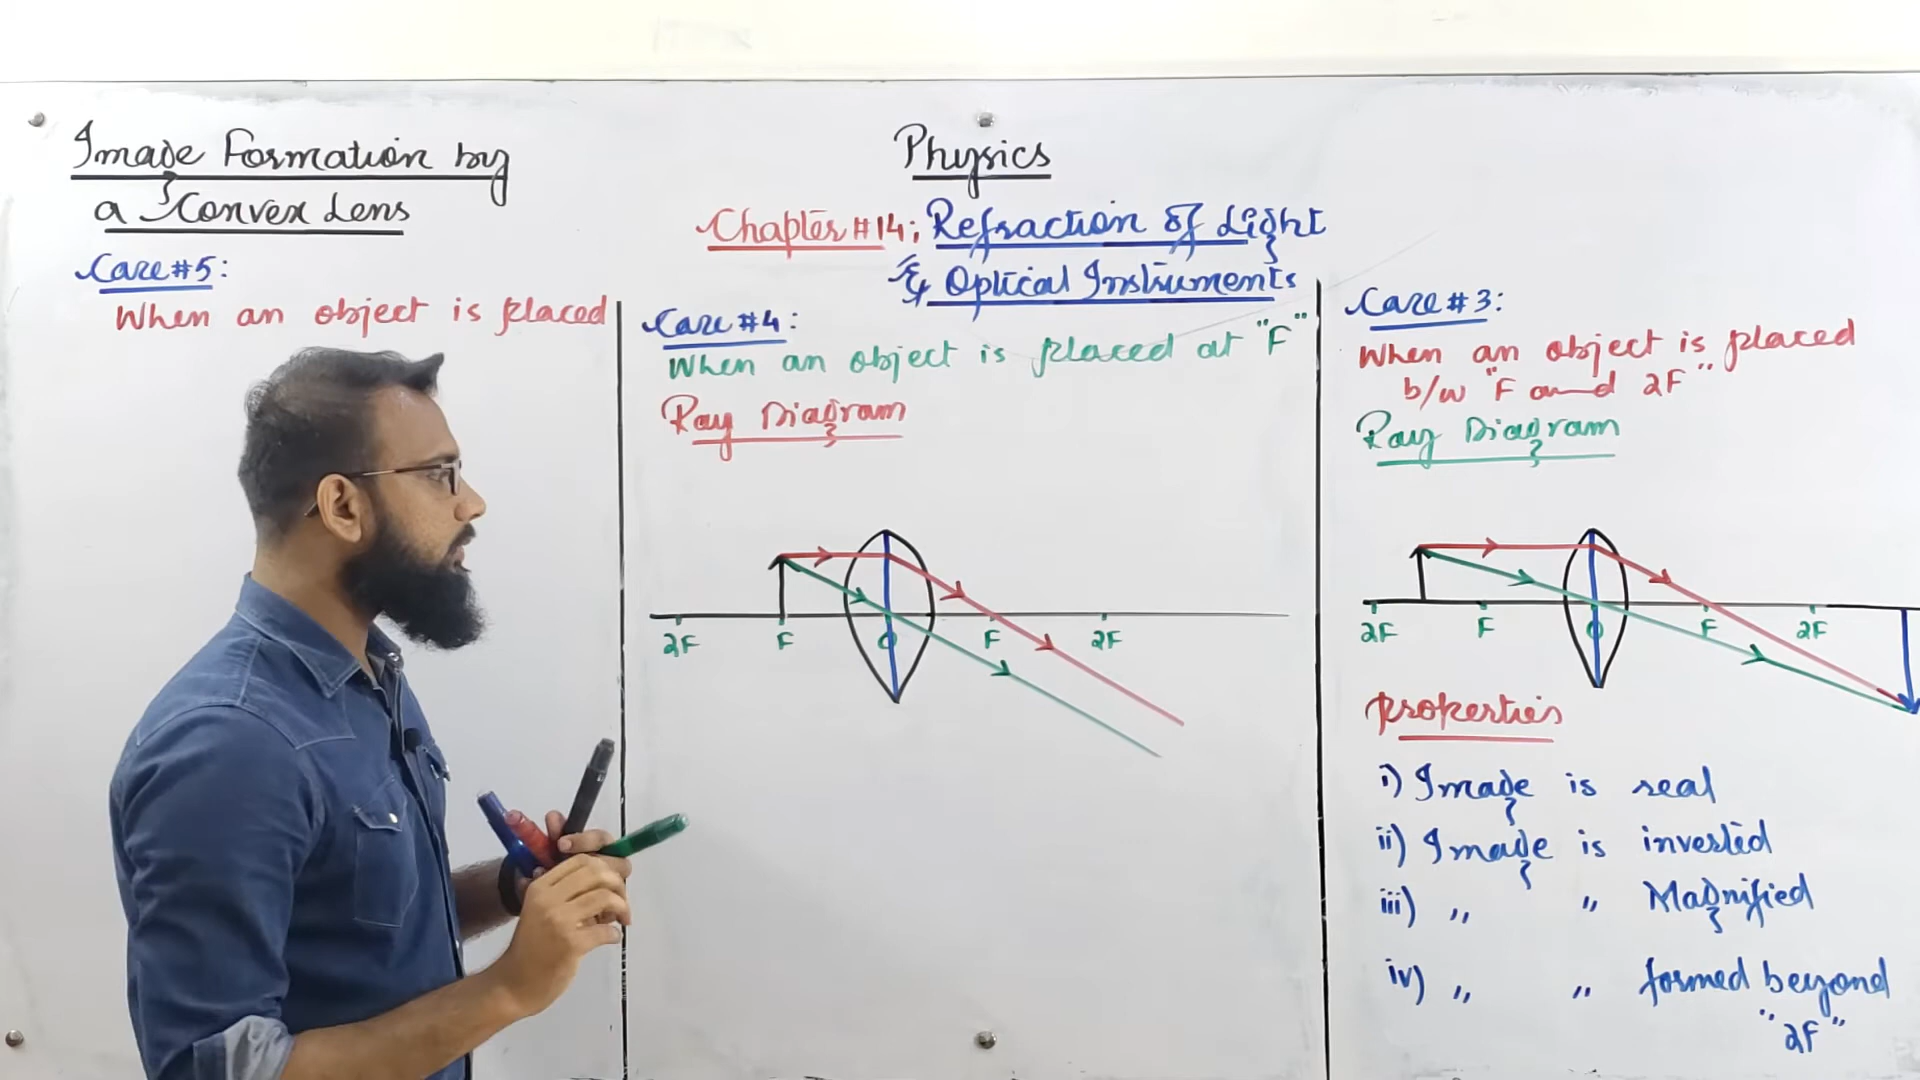 Image Formation by
a Convex Lens
Case#5:
When an object is placed
Physics
Chapter#14; Refraction of Light
& Optical Instruments
Case#4:
When an object is placed at "F"
Ray Diagram
2F F O F 2F
Case#3:
When an object is placed
b/w "F and 2F"
Ray Diagram
2F F O F 2F
Properties
i) Image is real
ii) Image is inverted
iii) " " Magnified
iv) " " formed beyond
"2F"